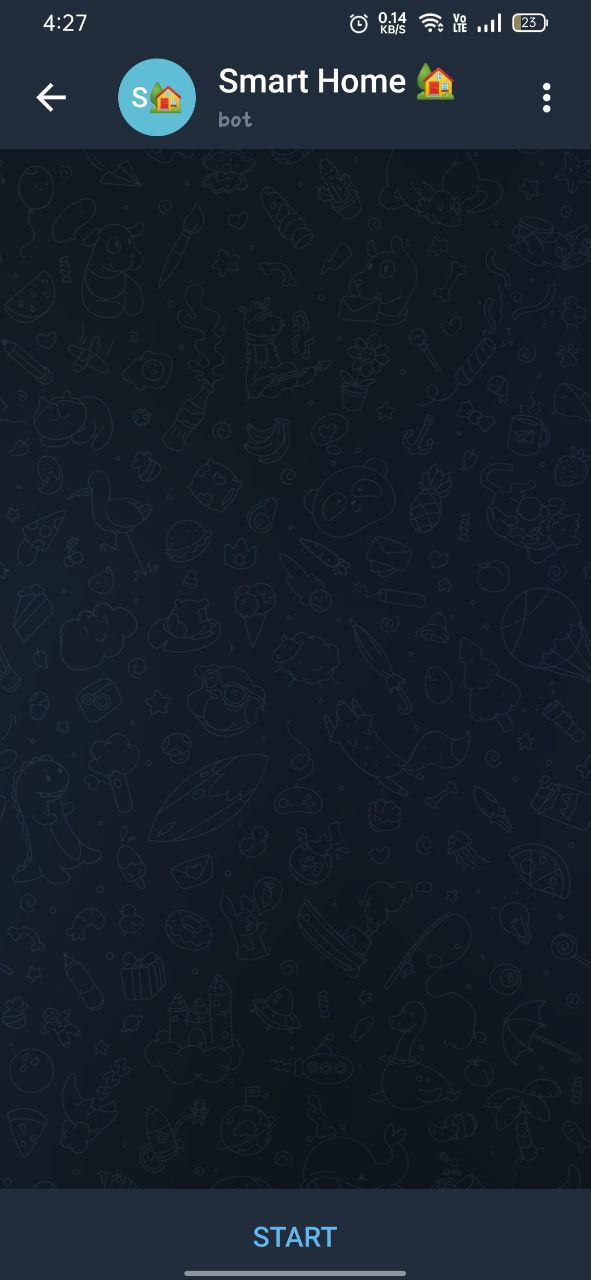 4:27
0.14
KB/S
Vo
LTE
23
S🏡
Smart Home 🏡
bot
START